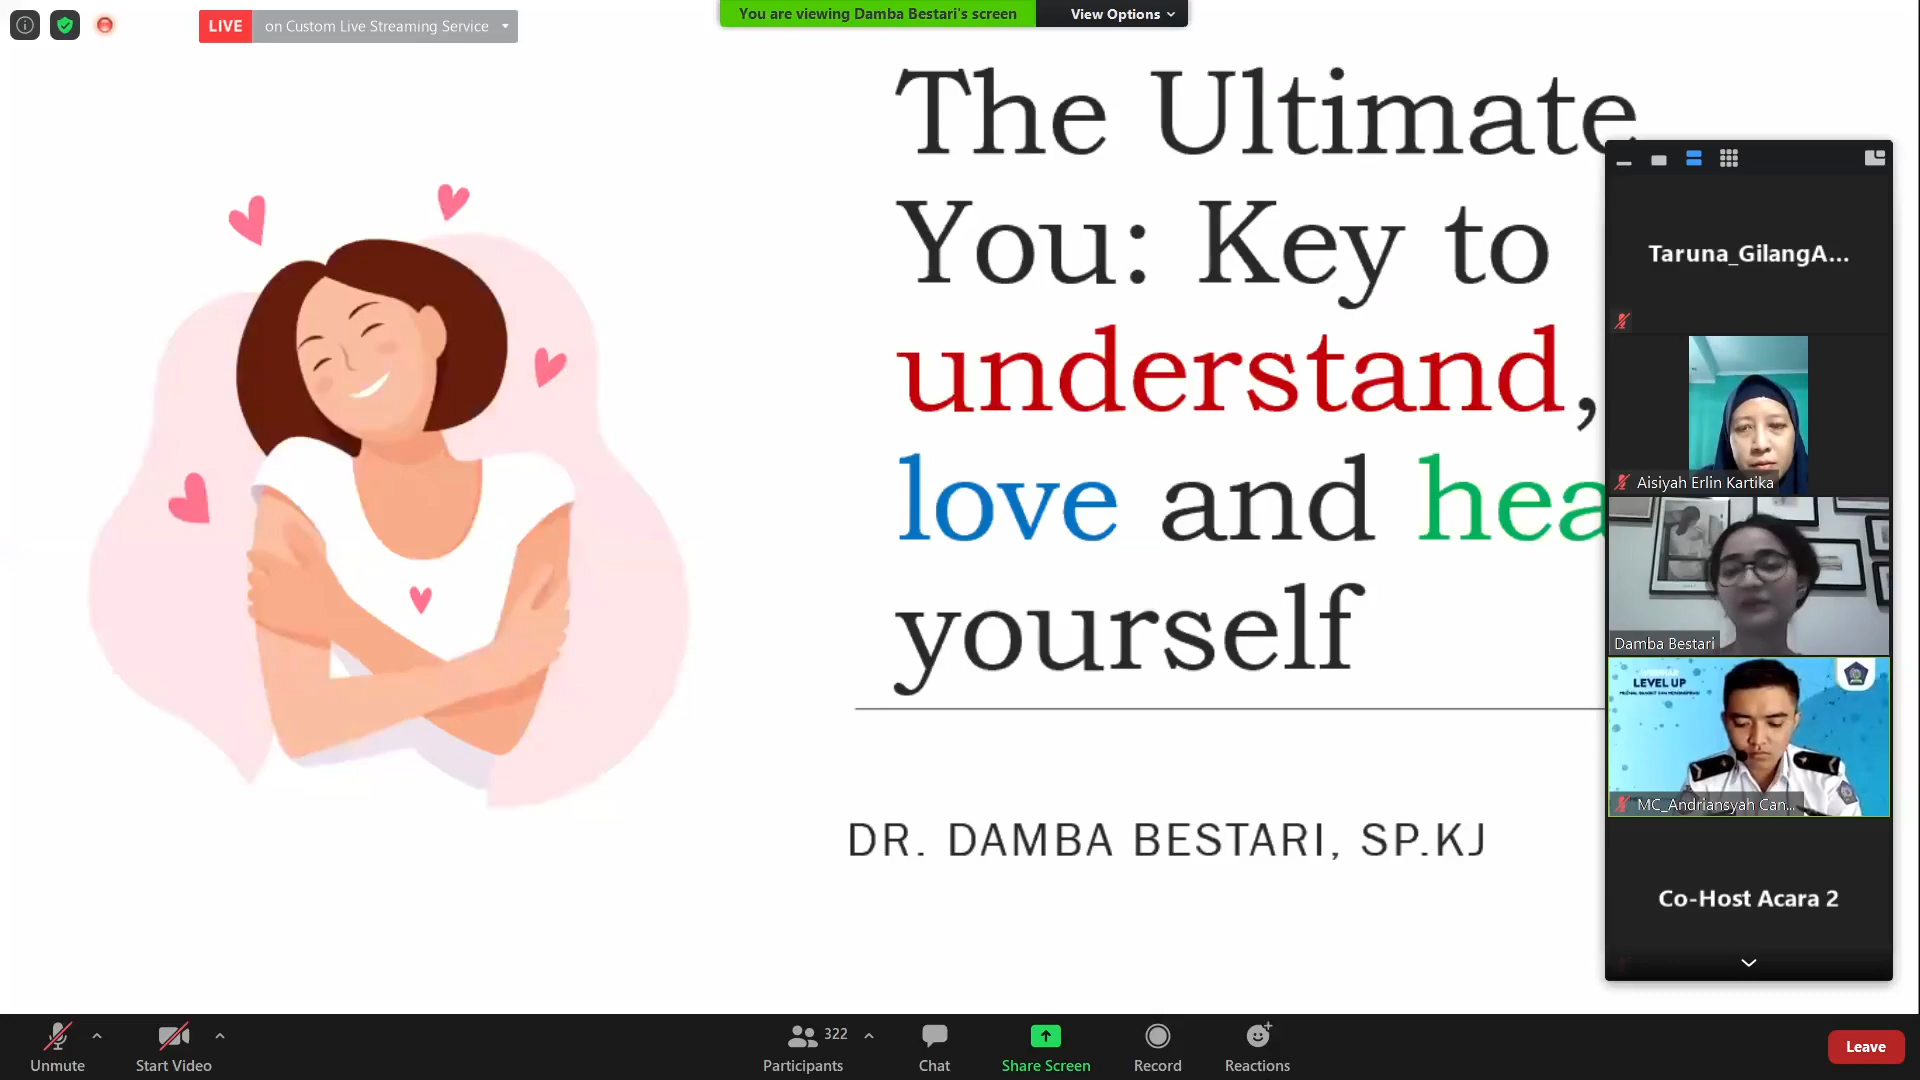 LIVE on Custom Live Streaming Service
You are viewing Damba Bestari's screen
View Options
The Ultimate
You: Key to
understand,
love and hea
yourself
DR. DAMBA BESTARI, SP.KJ
Taruna_GilangA...
Aisiyah Erlin Kartika
Damba Bestari
LEVEL UP
MC_Andriansyah Can...
Co-Host Acara 2
Unmute
Start Video
322
Participants
Chat
Share Screen
Record
Reactions
Leave